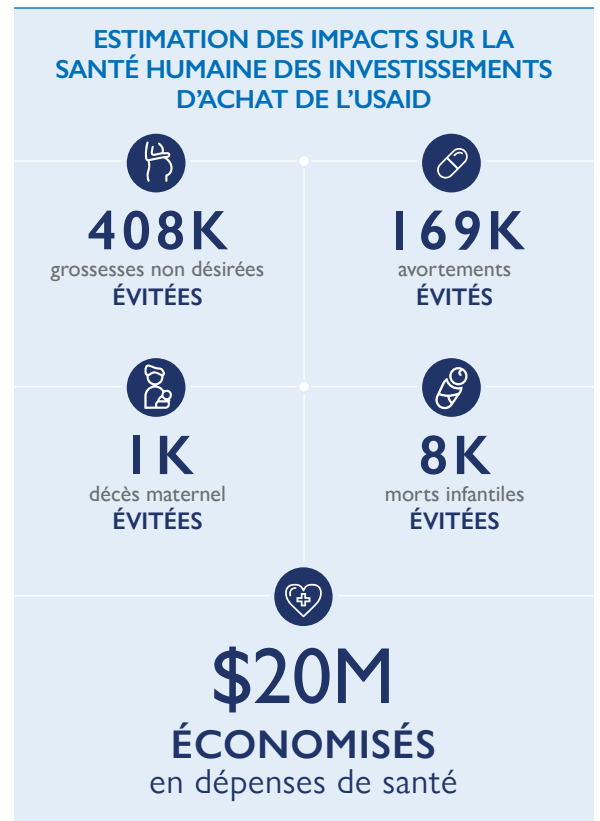 ESTIMATION DES IMPACTS SUR LA
SANTÉ HUMAINE DES INVESTISSEMENTS
D'ACHAT DE L'USAID
408K
grossesses non désirées
ÉVITÉES
169K
avortements
ÉVITÉS
1K
décès maternel
ÉVITÉES
8K
morts infantiles
ÉVITÉES
$20M
ÉCONOMISÉS
en dépenses de santé